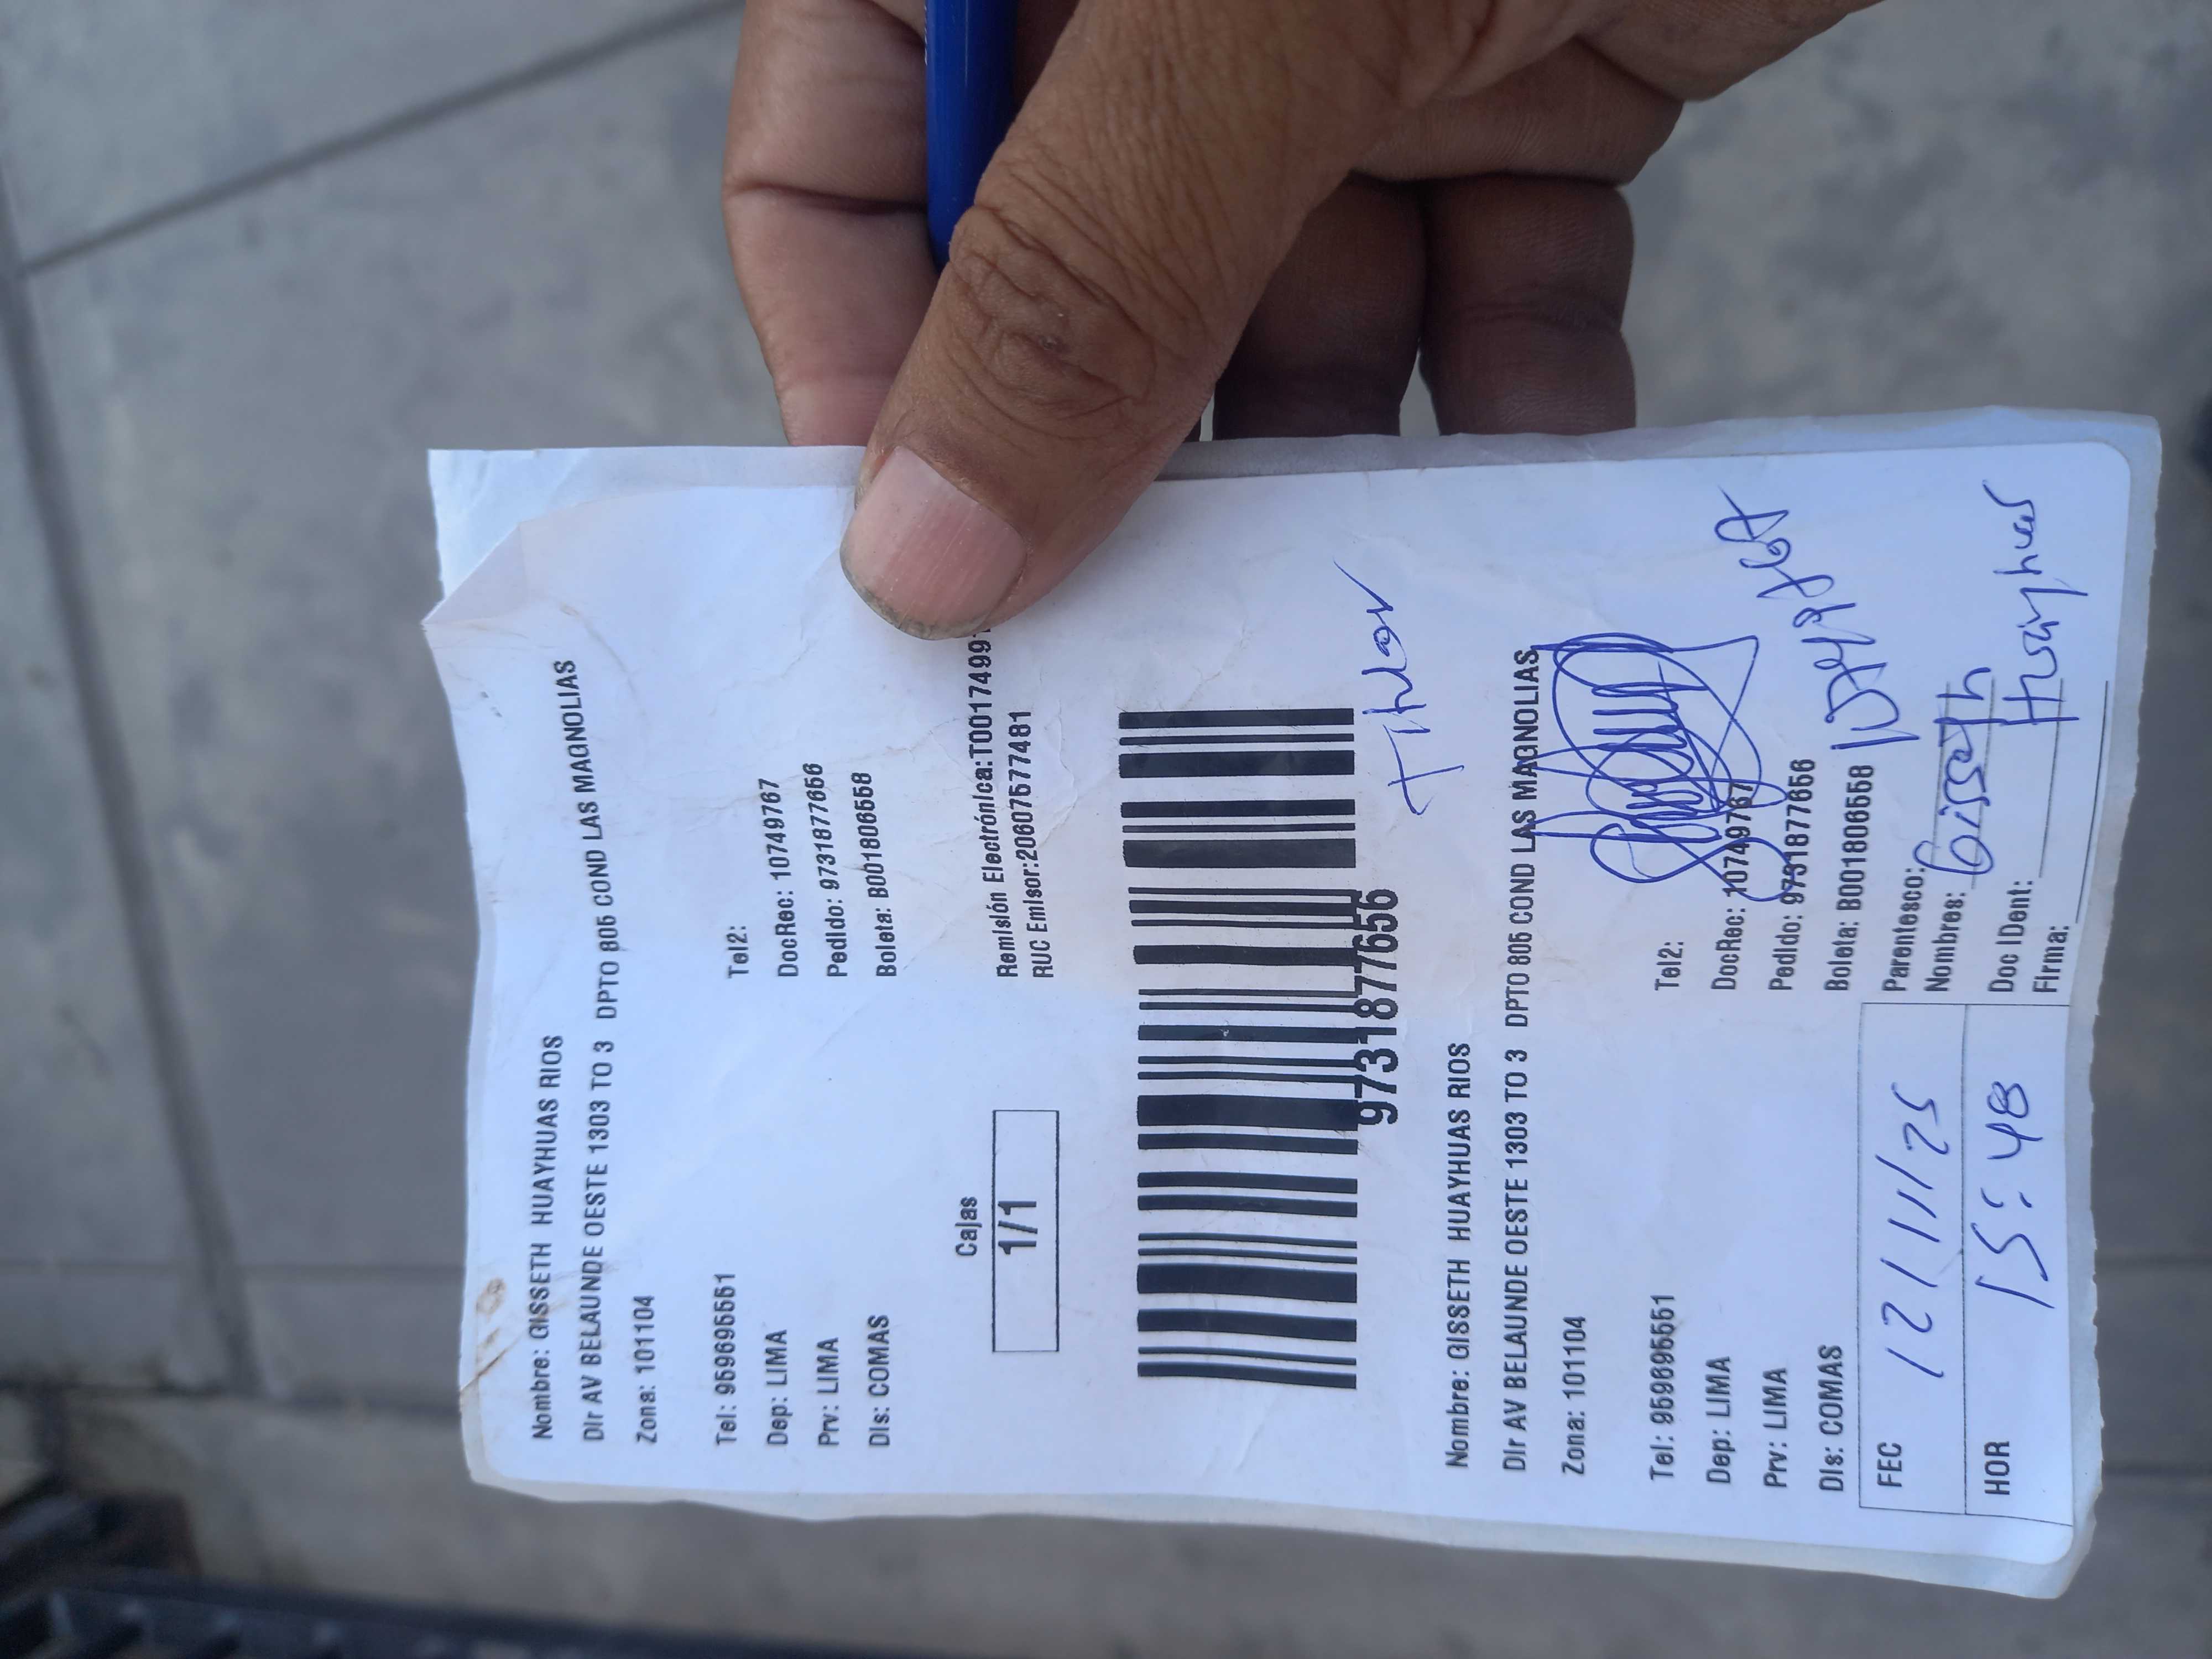 Nombre: GISSETH HUAYHUAS RIOS
Dir AV BELAUNDE OESTE 1303 TO 3 DPTO 805 COND LAS MAGNOLIAS
Zona: 101104
Tel: 959695551 Tel2:
Dep: LIMA DocRec: 10749767
Prv: LIMA Pedido: 9731877656
Dis: COMAS Boleta: B001806558
Cajas
1/1
Remisión Electrónica:T00174991
RUC Emisor:20607577481
9731877656
Titular
Nombre: GISSETH HUAYHUAS RIOS
Dir AV BELAUNDE OESTE 1303 TO 3 DPTO 805 COND LAS MAGNOLIAS
Zona: 101104
Tel: 959695551 Tel2:
Dep: LIMA DocRec: 10749767
Prv: LIMA Pedido: 9731877656
Dis: COMAS Boleta: B001806558
FEC 12/11/25 Parentesco:
Nombres: Gisseth Huayhuas
HOR 15:48 Doc IDent:
Firma: